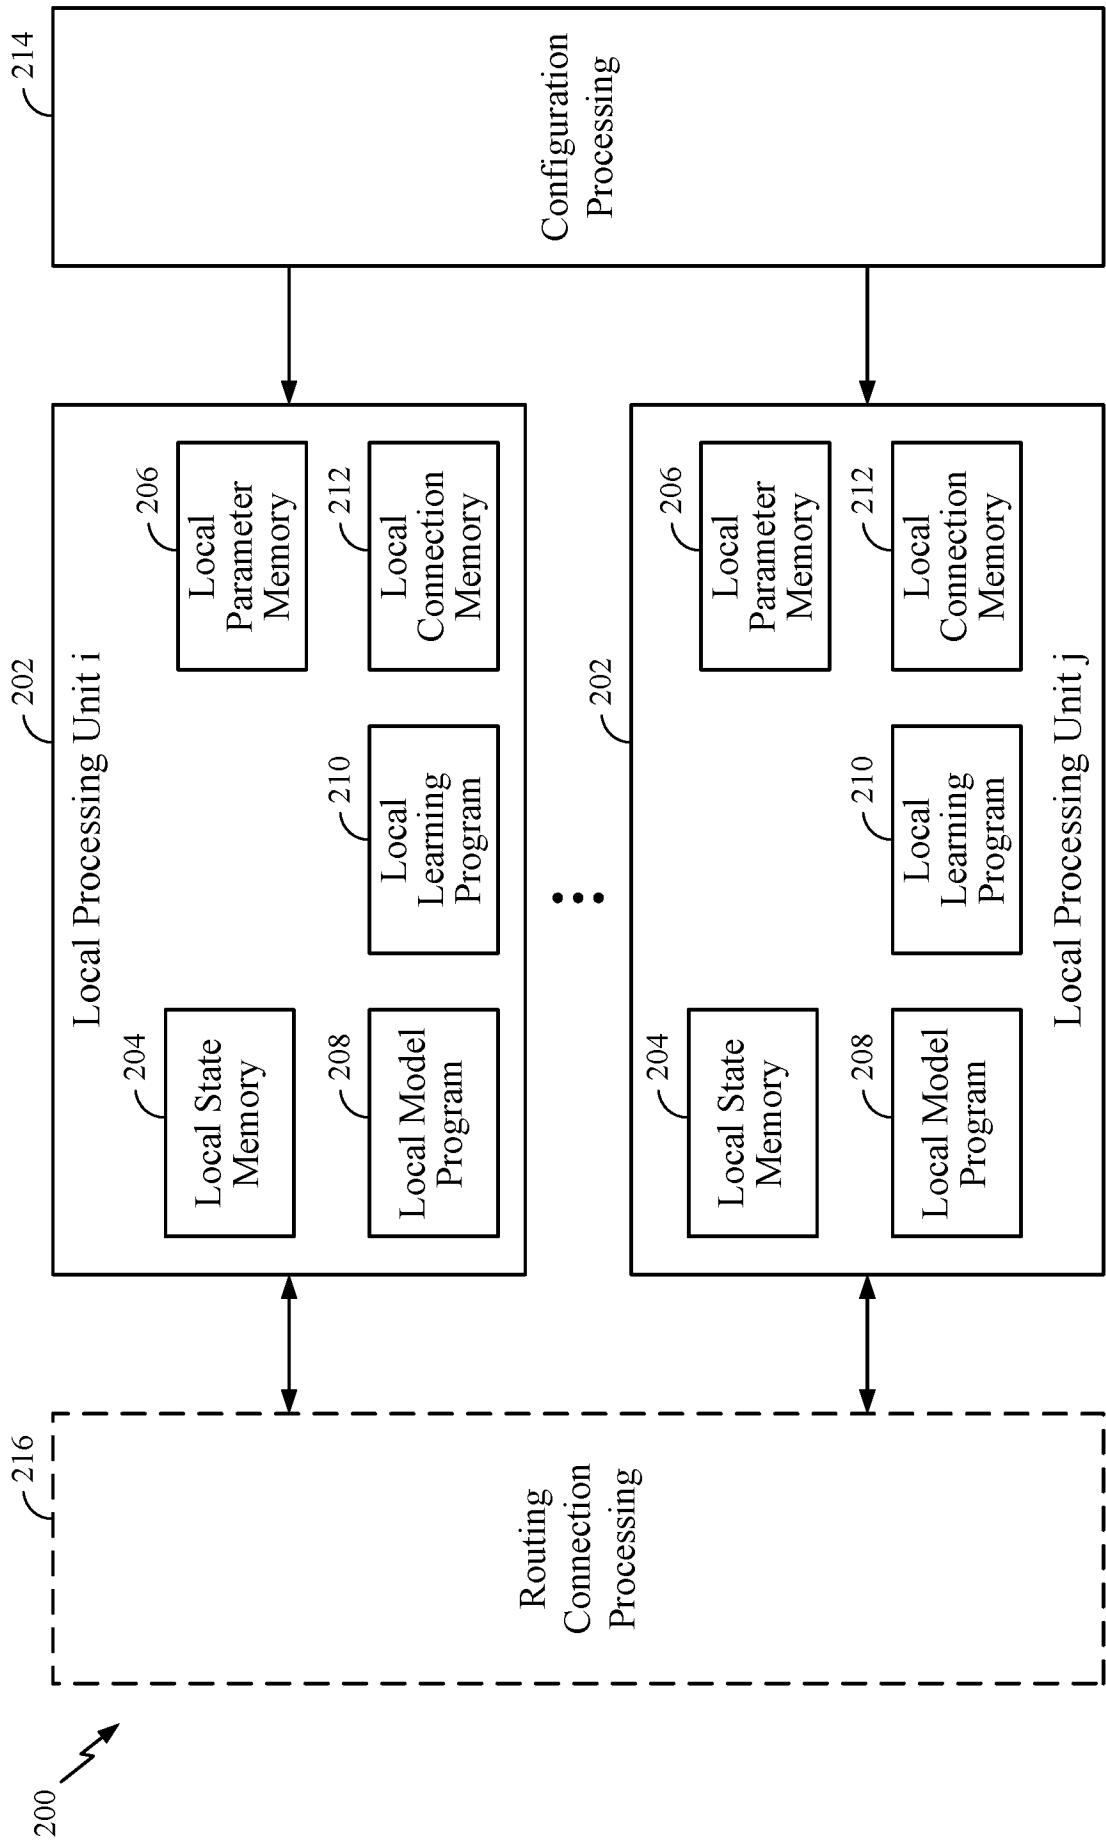 200
216
Routing
Connection
Processing
202
Local Processing Unit i
204
Local State
Memory
206
Local
Parameter
Memory
208
Local Model
Program
210
Local
Learning
Program
212
Local
Connection
Memory
202
204
Local State
Memory
206
Local
Parameter
Memory
208
Local Model
Program
210
Local
Learning
Program
212
Local
Connection
Memory
Local Processing Unit j
214
Configuration
Processing